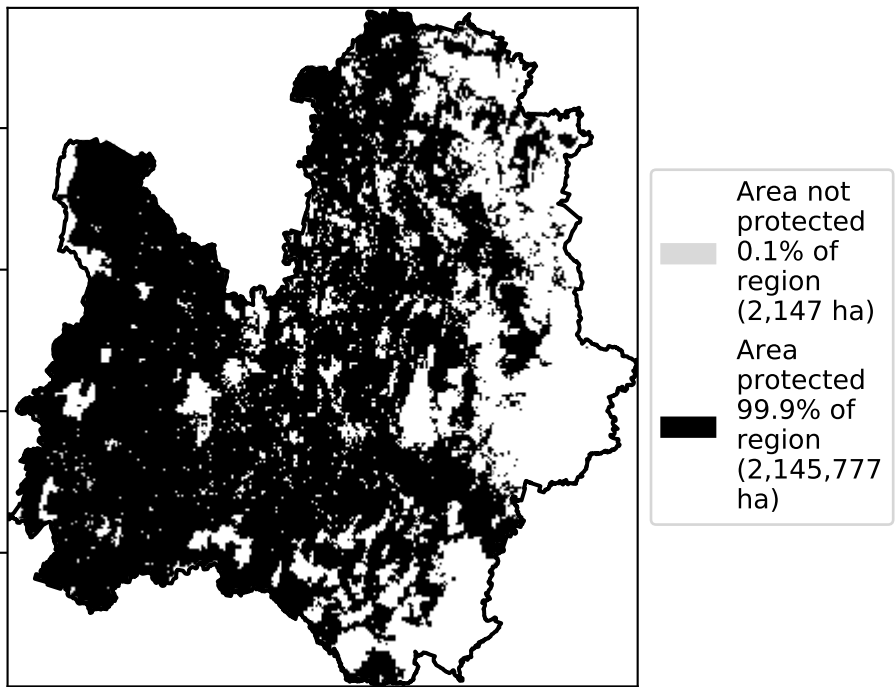 Area not
protected
0.1% of
region
(2,147 ha)
Area
protected
99.9% of
region
(2,145,777
ha)